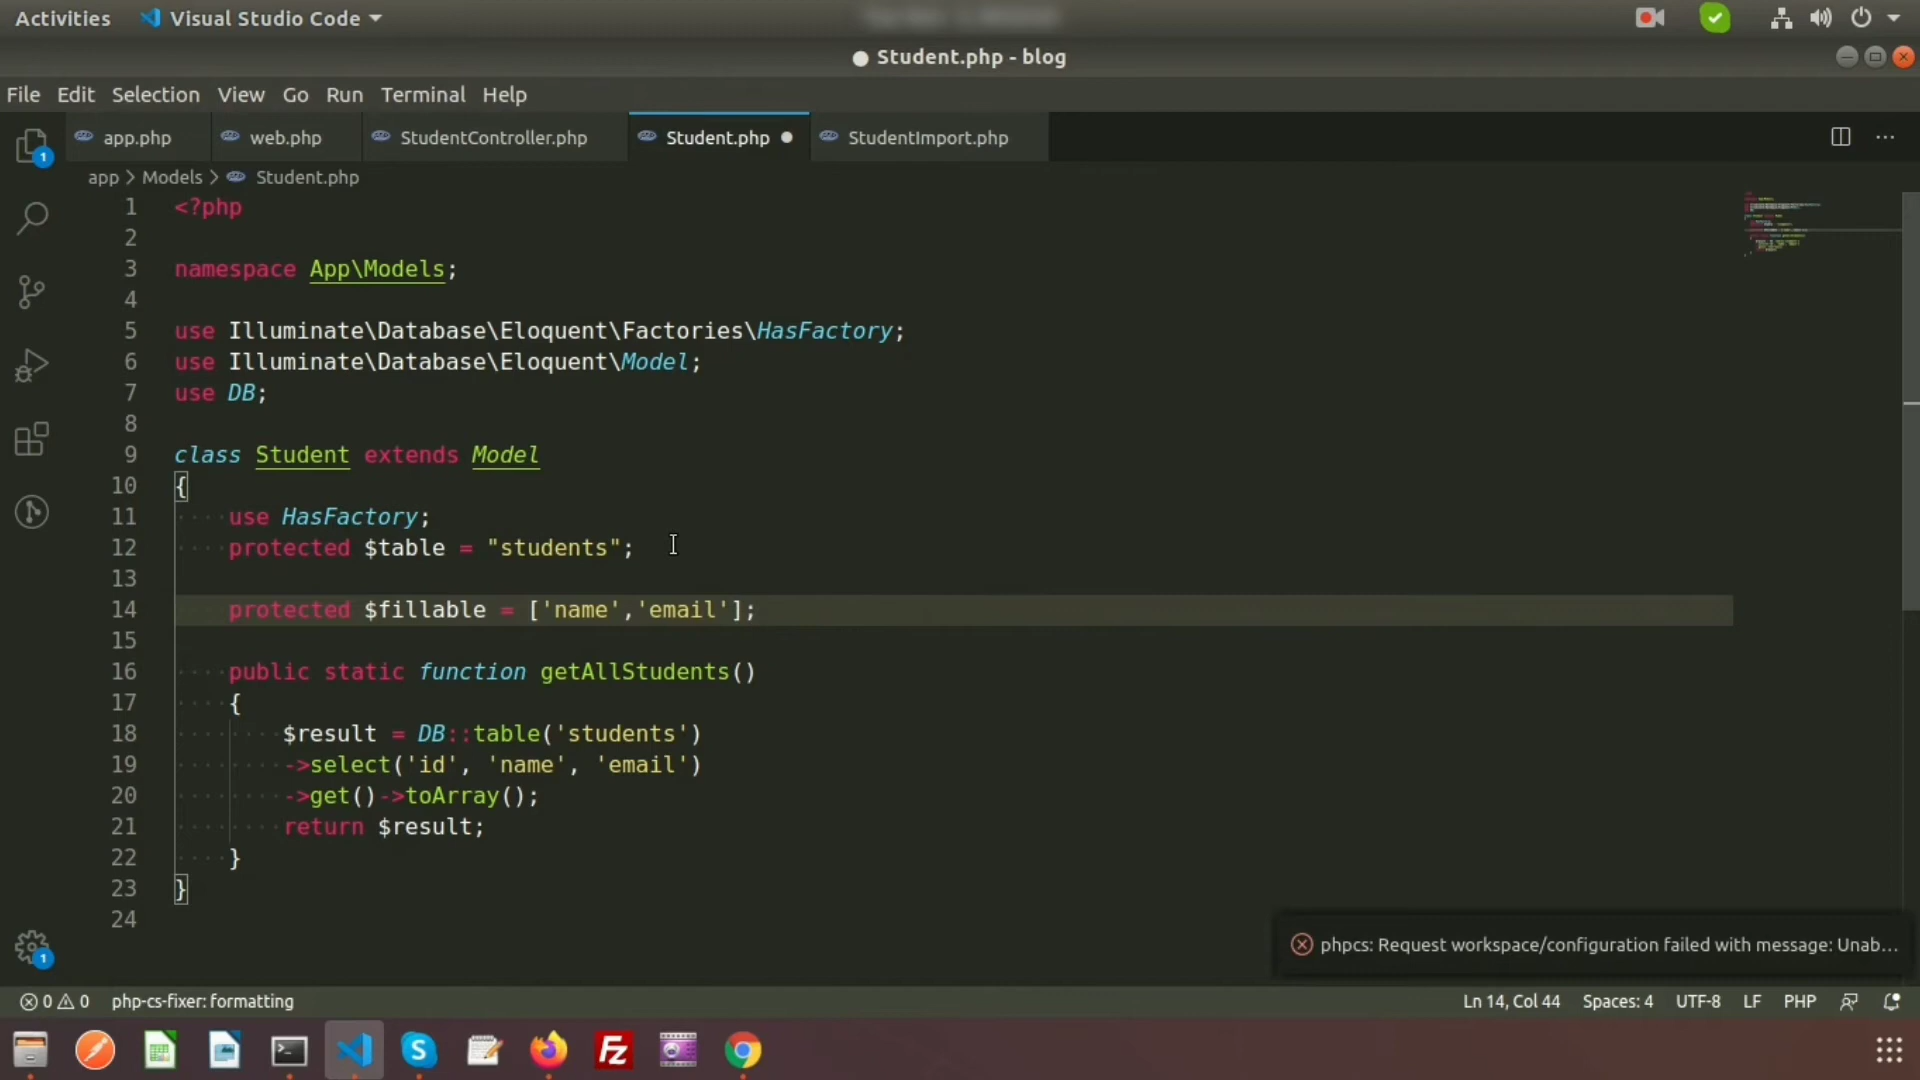 Activities Visual Studio Code
Student.php - blog
File Edit Selection View Go Run Terminal Help
app.php web.php StudentController.php Student.php StudentImport.php
app > Models > Student.php
1 <?php
2
3 namespace App\Models;
4
5 use Illuminate\Database\Eloquent\Factories\HasFactory;
6 use Illuminate\Database\Eloquent\Model;
7 use DB;
8
9 class Student extends Model
10 {
11 use HasFactory;
12 protected $table = "students";
13
14 protected $fillable = ['name','email'];
15
16 public static function getAllStudents()
17 {
18 $result = DB::table('students')
19 ->select('id', 'name', 'email')
20 ->get()->toArray();
21 return $result;
22 }
23 }
24
phpcs: Request workspace/configuration failed with message: Unab...
0 0 php-cs-fixer: formatting Ln 14, Col 44 Spaces: 4 UTF-8 LF PHP